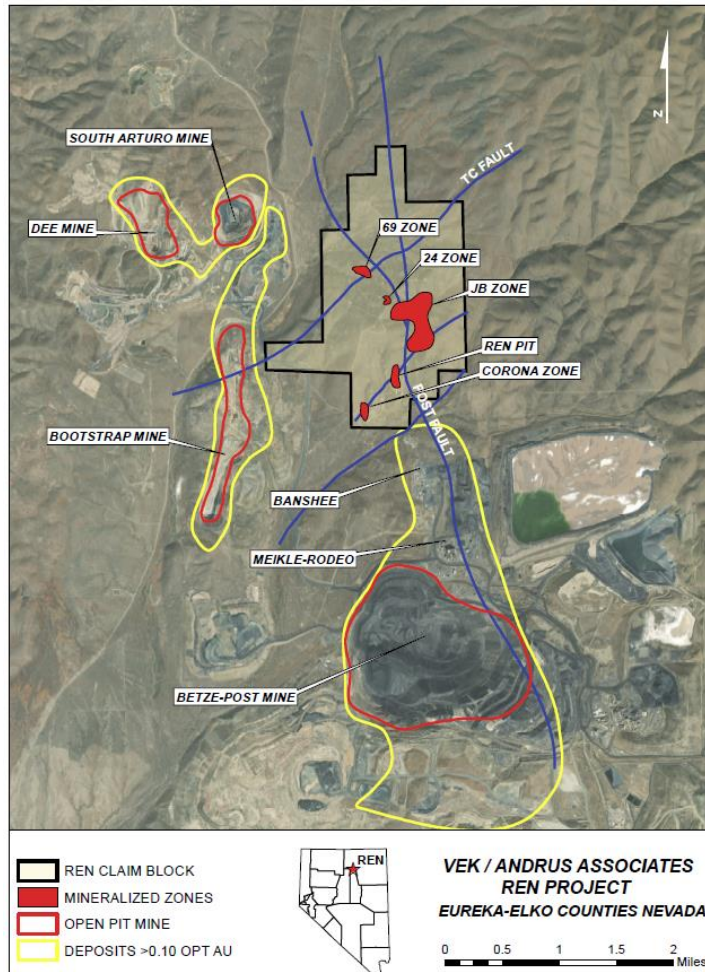 SOUTH ARTURO MINE
N
TC FAULT
DEE MINE
69 ZONE
24 ZONE
JB ZONE
REN PIT
CORONA ZONE
POST FAULT
BOOTSTRAP MINE
BANSHEE
MEIKLE-RODEO
BETZE-POST MINE
REN CLAIM BLOCK
MINERALIZED ZONES
OPEN PIT MINE
DEPOSITS >0.10 OPT AU
REN
VEK / ANDRUS ASSOCIATES
REN PROJECT
EUREKA-ELKO COUNTIES NEVADA
0 0.5 1 1.5 2
Miles